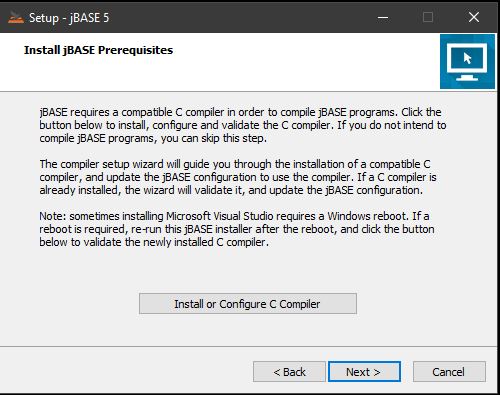 Setup - jBASE 5
Install jBASE Prerequisites
jBASE requires a compatible C compiler in order to compile jBASE programs. Click the
button below to install, configure and validate the C compiler. If you do not intend to
compile jBASE programs, you can skip this step.
The compiler setup wizard will guide you through the installation of a compatible C
compiler, and update the jBASE configuration to use the compiler. If a C compiler is
already installed, the wizard will validate it, and update the jBASE configuration.
Note: sometimes installing Microsoft Visual Studio requires a Windows reboot. If a
reboot is required, re-run this jBASE installer after the reboot, and click the button
below to validate the newly installed C compiler.
Install or Configure C Compiler
< Back
Next >
Cancel